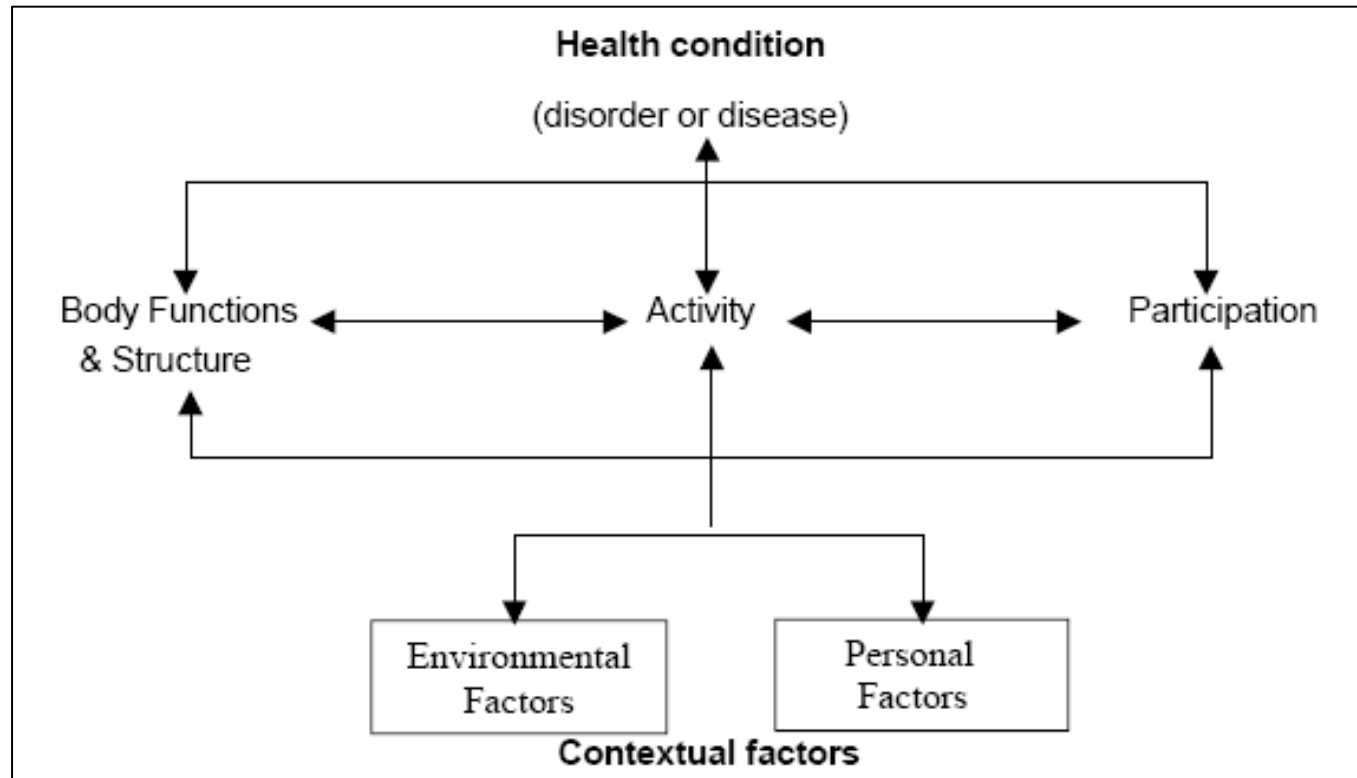 Health condition
(disorder or disease)
Body Functions
& Structure
Activity
Participation
Environmental
Factors
Personal
Factors
Contextual factors